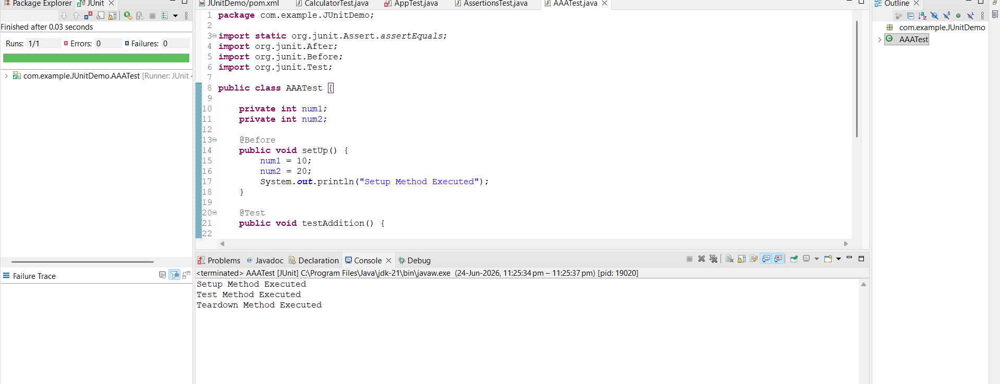 Package Explorer JUnit
Finished after 0.03 seconds
Runs: 1/1 Errors: 0 Failures: 0
com.example.JUnitDemo.AAATest [Runner: JUnit 4
Failure Trace
JUnitDemo/pom.xml CalculatorTest.java AppTest.java AssertionsTest.java AAATest.java
1 package com.example.JUnitDemo;
2
3 import static org.junit.Assert.assertEquals;
4 import org.junit.After;
5 import org.junit.Before;
6 import org.junit.Test;
7
8 public class AAATest {
9
10 private int num1;
11 private int num2;
12
13 @Before
14 public void setUp() {
15 num1 = 10;
16 num2 = 20;
17 System.out.println("Setup Method Executed");
18 }
19
20 @Test
21 public void testAddition() {
22
Problems @ Javadoc Declaration Console Debug
<terminated> AAATest [JUnit] C:\Program Files\Java\jdk-21\bin\javaw.exe (24-Jun-2026, 11:25:34 pm – 11:25:37 pm) [pid: 19020]
Setup Method Executed
Test Method Executed
Teardown Method Executed
Outline
com.example.JUnitDemo
AAATest